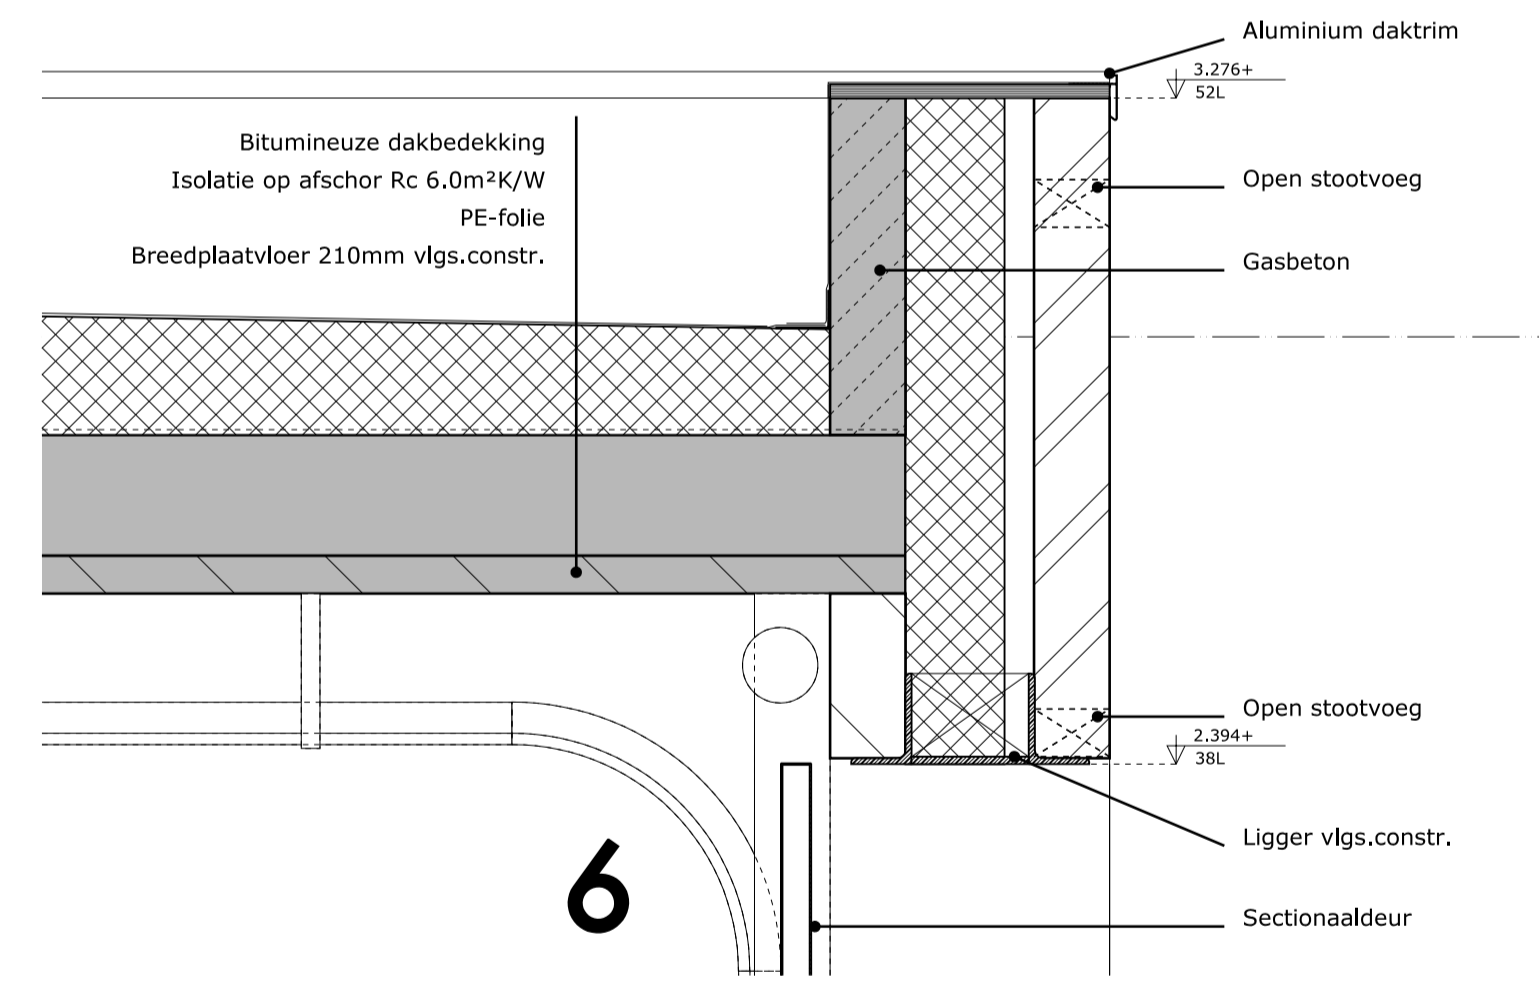 Aluminium daktrim
3.276+
52L
Bitumineuze dakbedekking
Isolatie op afschor Rc 6.0m²K/W
PE-folie
Breedplaatvloer 210mm vlgs.constr.
Open stootvoeg
Gasbeton
Open stootvoeg
2.394+
38L
Ligger vlgs.constr.
6
Sectionaaldeur